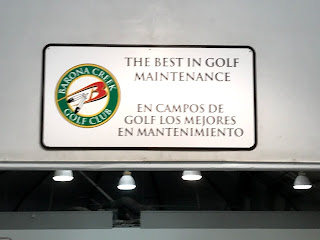 BARONA CREEK
GOLF CLUB
THE BEST IN GOLF
MAINTENANCE
EN CAMPOS DE
GOLF LOS MEJORES
EN MANTENIMIENTO